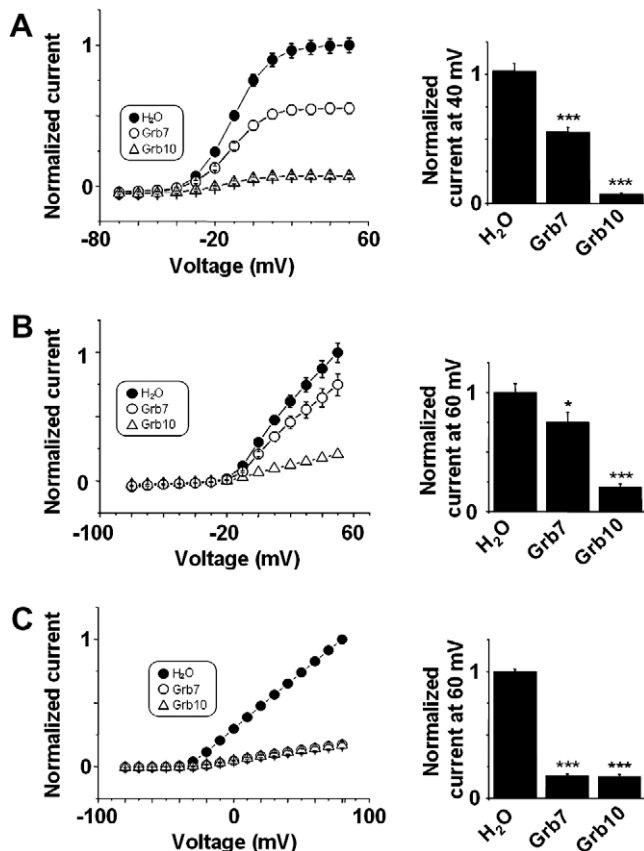 A
Normalized current
1
0
H₂O
Grb7
Grb10
-80
-20
60
Voltage (mV)
Normalized
current at 40 mV
1
0
***
***
H₂O
Grb7
Grb10
B
Normalized current
1
0
H₂O
Grb7
Grb10
-100
-20
60
Voltage (mV)
Normalized
current at 60 mV
1
0
*
***
H₂O
Grb7
Grb10
C
Normalized current
1
0
H₂O
Grb7
Grb10
-100
0
100
Voltage (mV)
Normalized
current at 60 mV
1
0
***
***
H₂O
Grb7
Grb10